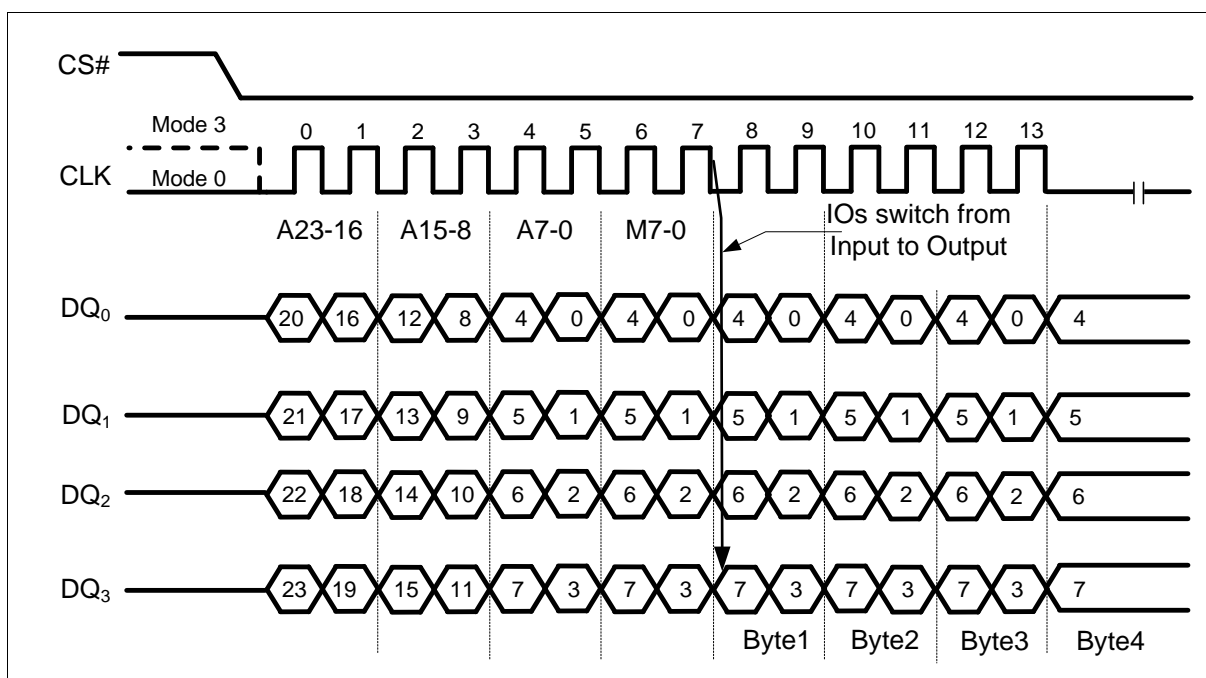 CS#
Mode 3
0 1 2 3 4 5 6 7 8 9 10 11 12 13
CLK
Mode 0
IOs switch from
Input to Output
A23-16 A15-8 A7-0 M7-0
DQ0 20 16 12 8 4 0 4 0 4 0 4 0 4 0 4
DQ1 21 17 13 9 5 1 5 1 5 1 5 1 5 1 5
DQ2 22 18 14 10 6 2 6 2 6 2 6 2 6 2 6
DQ3 23 19 15 11 7 3 7 3 7 3 7 3 7 3 7
Byte1 Byte2 Byte3 Byte4